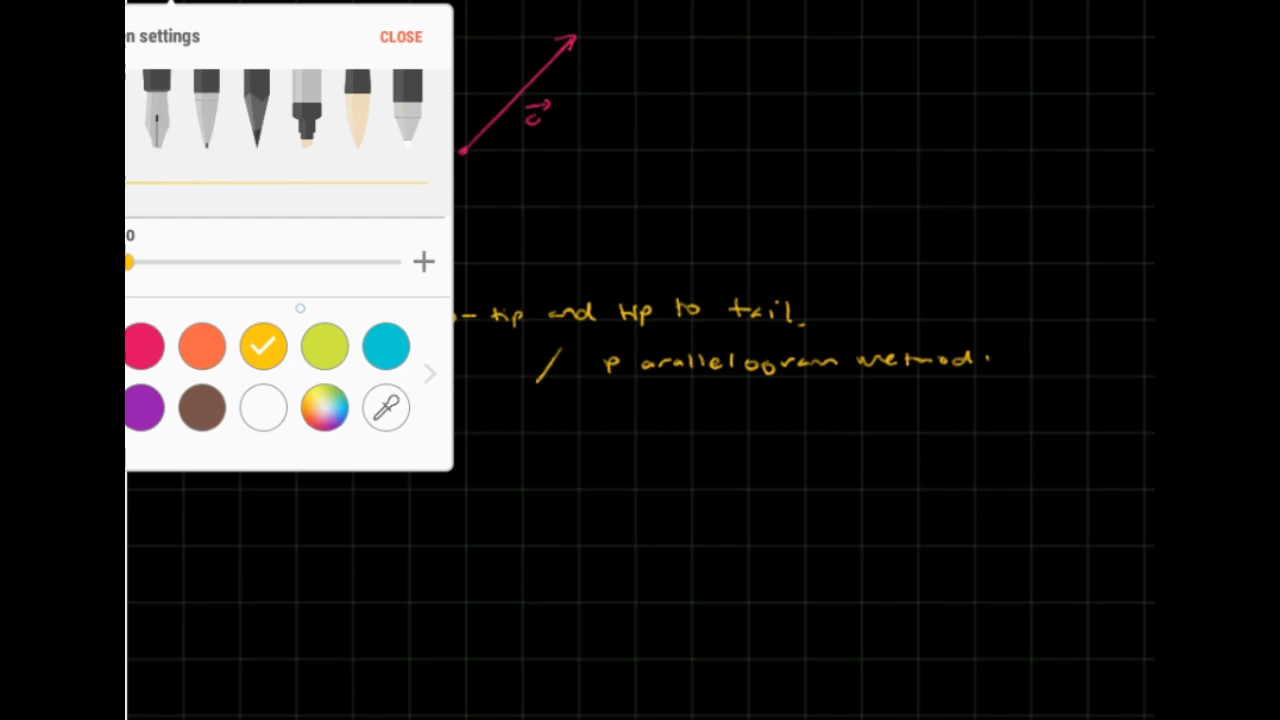 n settings
CLOSE
c
0
- tip and tip to tail.
/ parallelogram method.